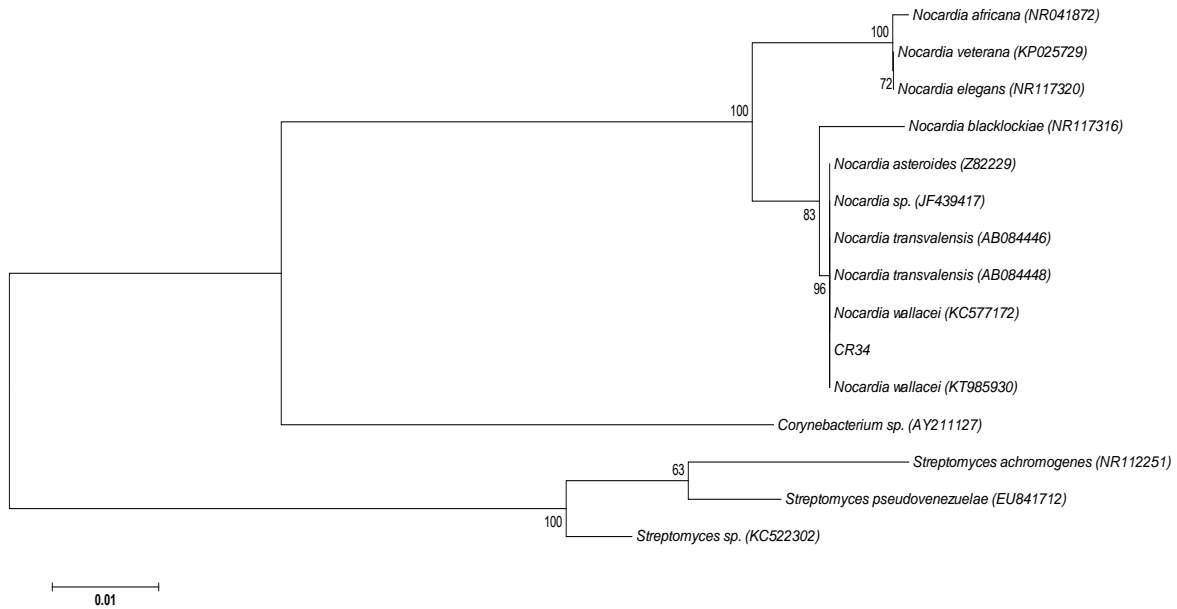 Nocardia africana (NR041872)
100
Nocardia veterana (KP025729)
72
Nocardia elegans (NR117320)
100
Nocardia blacklockiae (NR117316)
Nocardia asteroides (Z82229)
Nocardia sp. (JF439417)
83
Nocardia transvalensis (AB084446)
Nocardia transvalensis (AB084448)
96
Nocardia wallacei (KC577172)
CR34
Nocardia wallacei (KT985930)
Corynebacterium sp. (AY211127)
Streptomyces achromogenes (NR112251)
63
Streptomyces pseudovenezuelae (EU841712)
100
Streptomyces sp. (KC522302)
0.01